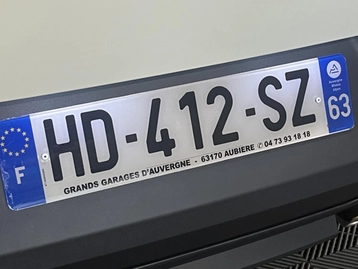 HD-412-SZ
F
63
GRANDS GARAGES D'AUVERGNE - 63170 AUBIERE ✆ 04 73 93 18 18